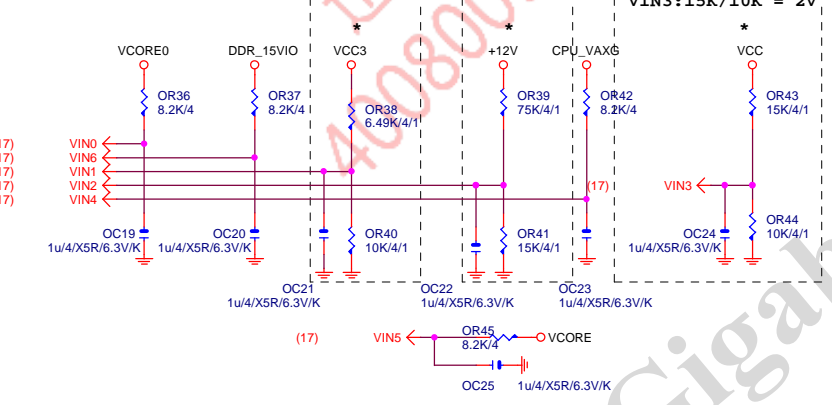 VIN3:15K/10K = 2V
*
*
*
VCORE0
DDR_15VIO
VCC3
+12V
CPU_VAXG
VCC
OR36
8.2K/4
OR37
8.2K/4
OR38
6.49K/4/1
OR39
75K/4/1
OR42
8.2K/4
OR43
15K/4/1
17)
VIN0
17)
VIN6
17)
VIN1
17)
VIN2
17)
VIN4
(17)
VIN3
OC19
1u/4/X5R/6.3V/K
OC20
1u/4/X5R/6.3V/K
OR40
10K/4/1
OR41
15K/4/1
OC24
1u/4/X5R/6.3V/K
OR44
10K/4/1
OC21
1u/4/X5R/6.3V/K
OC22
1u/4/X5R/6.3V/K
OC23
1u/4/X5R/6.3V/K
(17)
VIN5
OR45
8.2K/4
VCORE
OC25
1u/4/X5R/6.3V/K
400800
Gigab